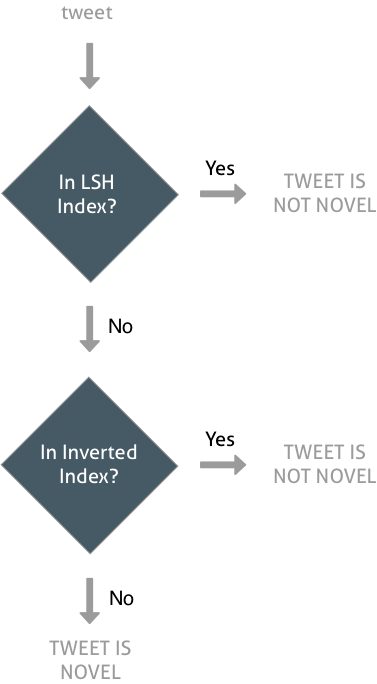 tweet
In LSH
Index?
Yes
TWEET IS
NOT NOVEL
No
In Inverted
Index?
Yes
TWEET IS
NOT NOVEL
No
TWEET IS
NOVEL